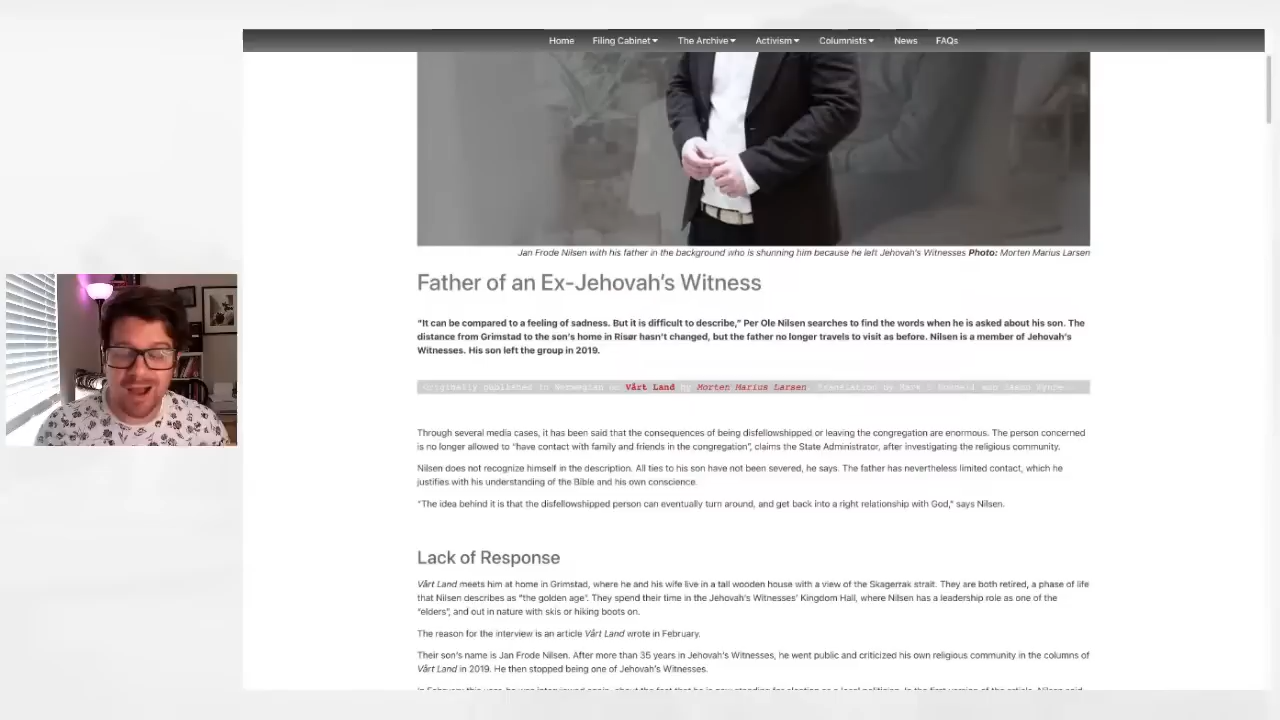 Home Filing Cabinet The Archive Activism Columnists News FAQs
Jan Frode Nilsen with his father in the background who is shunning him because he left Jehovah's Witnesses Photo: Morten Marius Larsen
Father of an Ex-Jehovah's Witness
"It can be compared to a feeling of sadness. But it is difficult to describe," Per Ole Nilsen searches to find the words when he is asked about his son. The
distance from Grimstad to the son's home in Risør hasn't changed, but the father no longer travels to visit as before. Nilsen is a member of Jehovah's
Witnesses. His son left the group in 2019.
Originally published in Norwegian on Vårt Land by Morten Marius Larsen. Translation by Mark
Through several media cases, it has been said that the consequences of being disfellowshipped or leaving the congregation are enormous. The person concerned
is no longer allowed to "have contact with family and friends in the congregation", claims the State Administrator, after investigating the religious community.
Nilsen does not recognize himself in the description. All ties to his son have not been severed, he says. The father has nevertheless limited contact, which he
justifies with his understanding of the Bible and his own conscience.
"The idea behind it is that the disfellowshipped person can eventually turn around, and get back into a right relationship with God," says Nilsen.
Lack of Response
Vårt Land meets him at home in Grimstad, where he and his wife live in a tall wooden house with a view of the Skagerrak strait. They are both retired, a phase of life
that Nilsen describes as "the golden age". They spend their time in the Jehovah's Witnesses' Kingdom Hall, where Nilsen has a leadership role as one of the
"elders", and out in nature with skis or hiking boots on.
The reason for the interview is an article Vårt Land wrote in February.
Their son's name is Jan Frode Nilsen. After more than 35 years in Jehovah's Witnesses, he went public and criticized his own religious community in the columns of
Vårt Land in 2019. He then stopped being one of Jehovah's Witnesses.